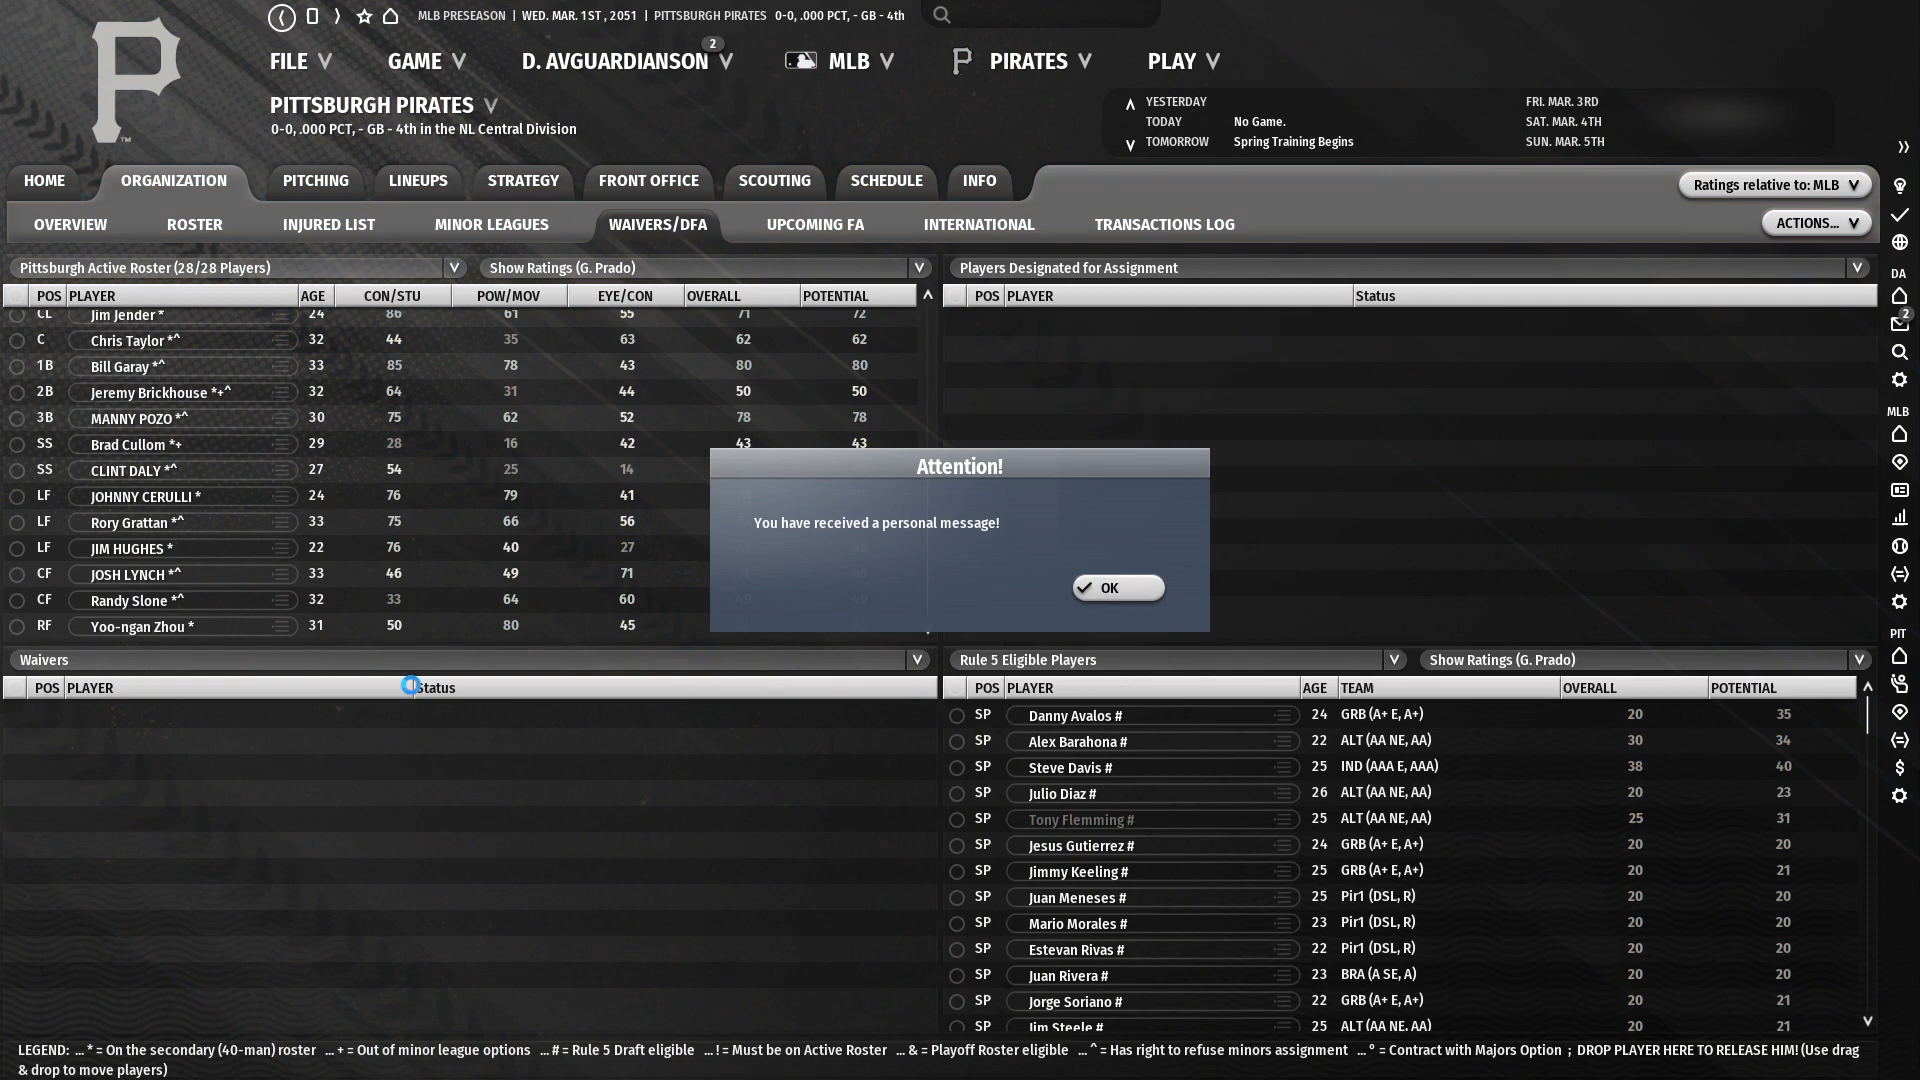 MLB PRESEASON | WED. MAR. 1ST , 2051 | PITTSBURGH PIRATES 0-0, .000 PCT, - GB - 4th
FILE GAME D. AVGUARDIANSON 2 MLB PIRATES PLAY
PITTSBURGH PIRATES
0-0, .000 PCT, - GB - 4th in the NL Central Division
YESTERDAY FRI. MAR. 3RD
TODAY No Game. SAT. MAR. 4TH
TOMORROW Spring Training Begins SUN. MAR. 5TH
HOME ORGANIZATION PITCHING LINEUPS STRATEGY FRONT OFFICE SCOUTING SCHEDULE INFO Ratings relative to: MLB
OVERVIEW ROSTER INJURED LIST MINOR LEAGUES WAIVERS/DFA UPCOMING FA INTERNATIONAL TRANSACTIONS LOG ACTIONS...
Pittsburgh Active Roster (28/28 Players) Show Ratings (G. Prado)
POS PLAYER AGE CON/STU POW/MOV EYE/CON OVERALL POTENTIAL
CL Jim Jender * 24 86 61 55 71 72
C Chris Taylor *^ 32 44 35 63 62 62
1B Bill Garay *^ 33 85 78 43 80 80
2B Jeremy Brickhouse *+^ 32 64 31 44 50 50
3B MANNY POZO *^ 30 75 62 52 78 78
SS Brad Cullom *+ 29 28 16 42 43 43
SS CLINT DALY *^ 27 54 25 14
LF JOHNNY CERULLI * 24 76 79 41
LF Rory Grattan *^ 33 75 66 56
LF JIM HUGHES * 22 76 40 27
CF JOSH LYNCH *^ 33 46 49 71
CF Randy Slone *^ 32 33 64 60
RF Yoo-ngan Zhou * 31 50 80 45
Players Designated for Assignment
POS PLAYER Status
Attention!
You have received a personal message!
OK
Waivers
POS PLAYER Status
Rule 5 Eligible Players Show Ratings (G. Prado)
POS PLAYER AGE TEAM OVERALL POTENTIAL
SP Danny Avalos # 24 GRB (A+ E, A+) 20 35
SP Alex Barahona # 22 ALT (AA NE, AA) 30 34
SP Steve Davis # 25 IND (AAA E, AAA) 38 40
SP Julio Diaz # 26 ALT (AA NE, AA) 20 23
SP Tony Flemming # 25 ALT (AA NE, AA) 25 31
SP Jesus Gutierrez # 24 GRB (A+ E, A+) 20 20
SP Jimmy Keeling # 25 GRB (A+ E, A+) 20 21
SP Juan Meneses # 25 Pir1 (DSL, R) 20 20
SP Mario Morales # 23 Pir1 (DSL, R) 20 20
SP Estevan Rivas # 22 Pir1 (DSL, R) 20 20
SP Juan Rivera # 23 BRA (A SE, A) 20 20
SP Jorge Soriano # 22 GRB (A+ E, A+) 20 21
SP Jim Steele # 25 ALT (AA NE, AA) 20 21
DA
2
MLB
PIT
$
LEGEND: ... * = On the secondary (40-man) roster ... + = Out of minor league options ... # = Rule 5 Draft eligible ... ! = Must be on Active Roster ... & = Playoff Roster eligible ... ^ = Has right to refuse minors assignment ... ° = Contract with Majors Option ; DROP PLAYER HERE TO RELEASE HIM! (Use drag
& drop to move players)